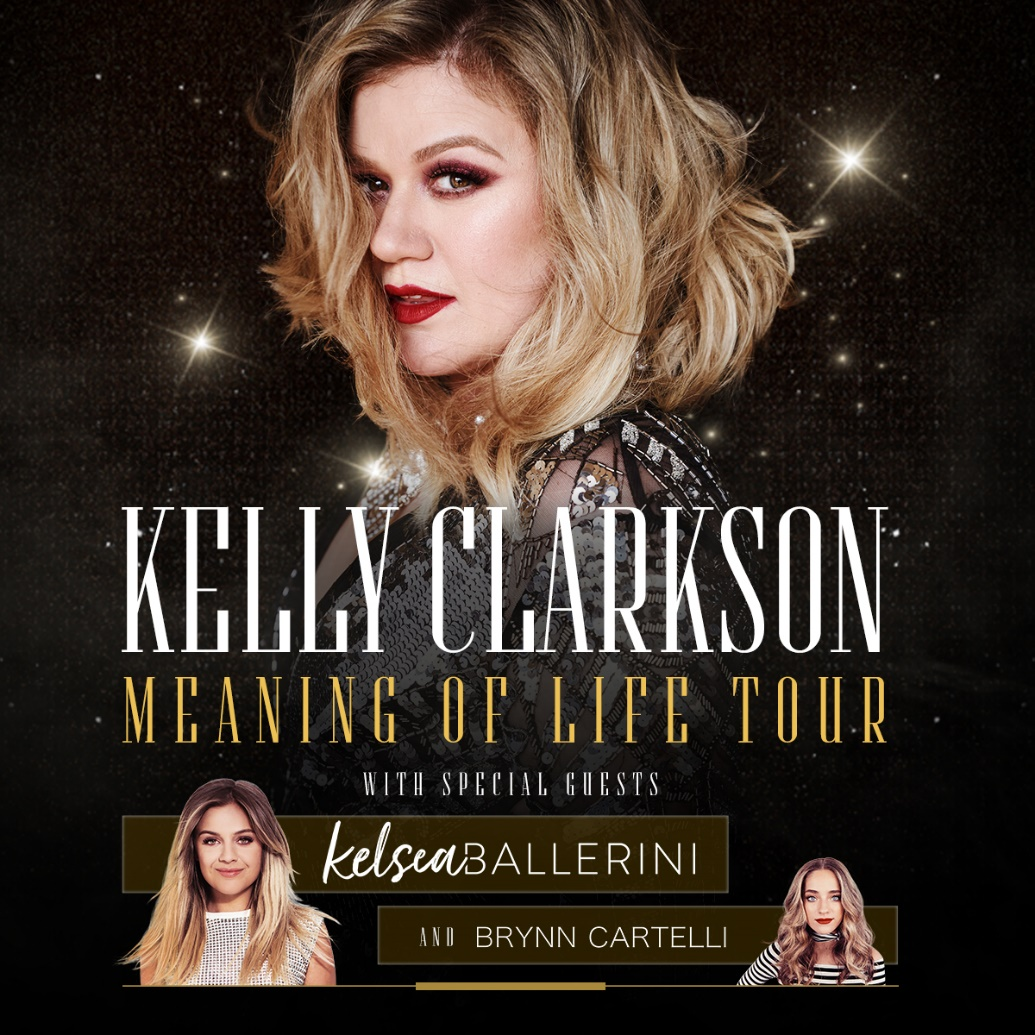 KELLY CLARKSON
MEANING OF LIFE TOUR
WITH SPECIAL GUESTS
kelsea BALLERINI
AND BRYNN CARTELLI